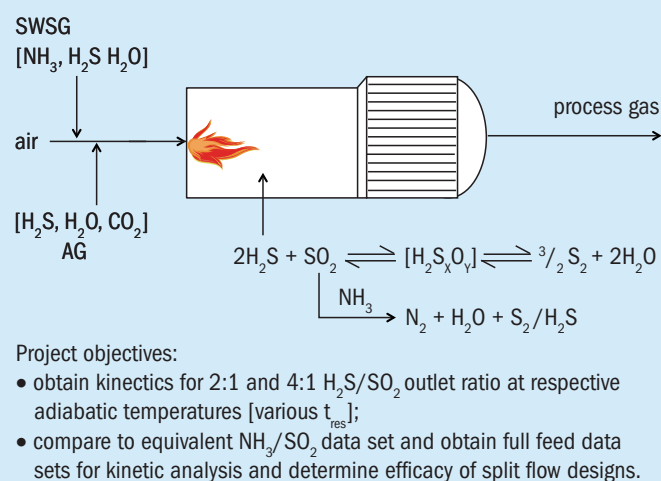 SWSG
[NH₃, H₂S H₂O]
air
process gas
[H₂S, H₂O, CO₂]
AG
2H₂S + SO₂ ⇌ [H₂SₓOᵧ] ⇌ ³/₂ S₂ + 2H₂O
NH₃
N₂ + H₂O + S₂/H₂S
Project objectives:
• obtain kinectics for 2:1 and 4:1 H₂S/SO₂ outlet ratio at respective
adiabatic temperatures [various tᵣₑₛ];
• compare to equivalent NH₃/SO₂ data set and obtain full feed data
sets for kinetic analysis and determine efficacy of split flow designs.